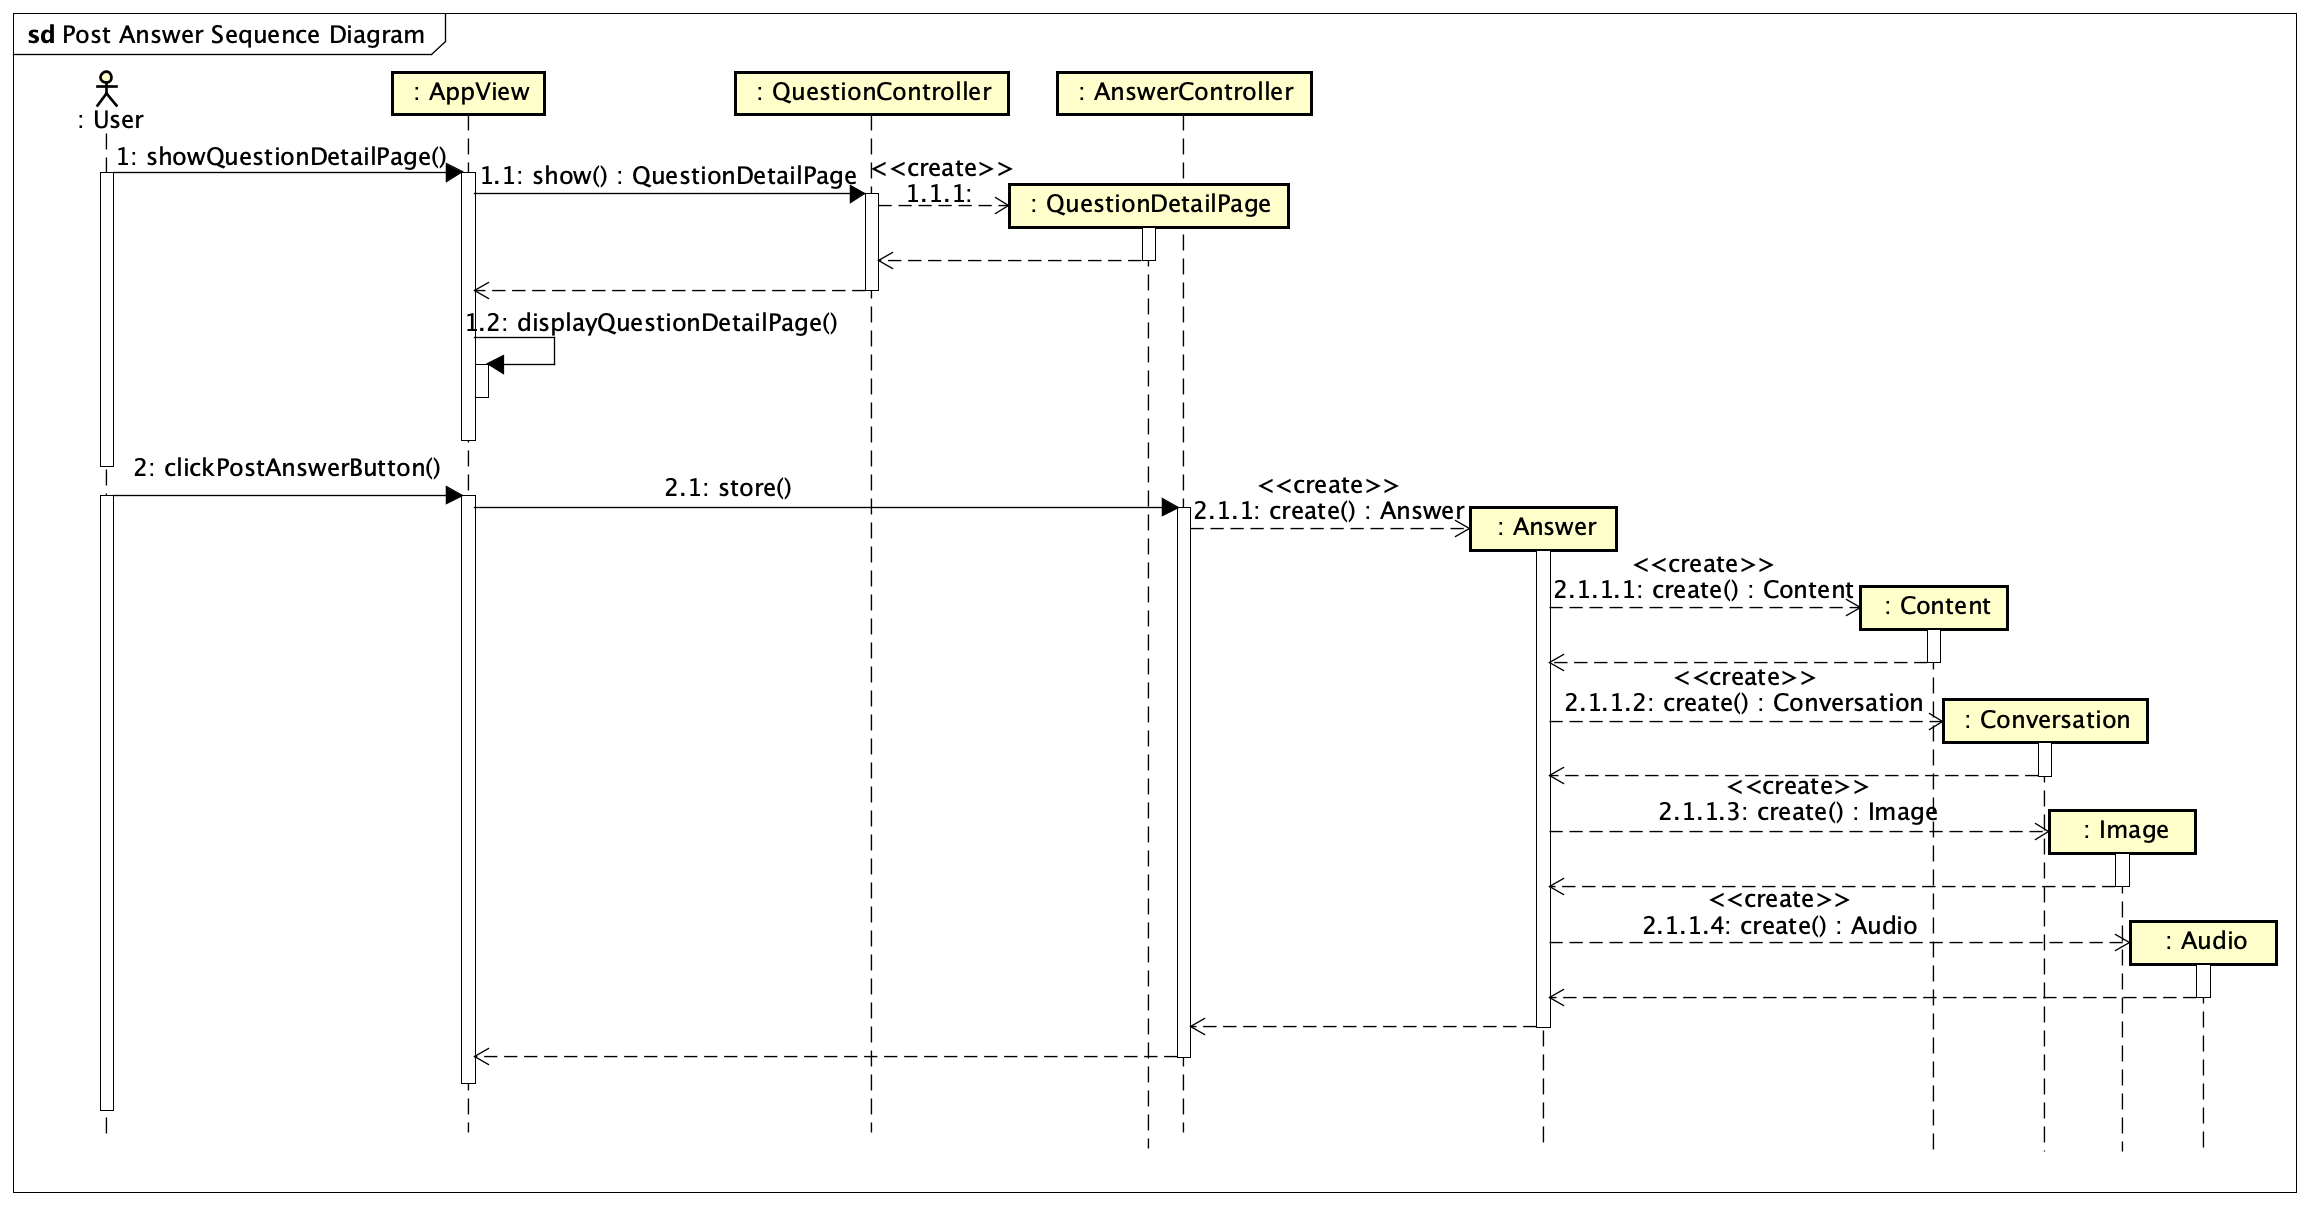 sd Post Answer Sequence Diagram
: User
: AppView
: QuestionController
: AnswerController
1: showQuestionDetailPage()
1.1: show() : QuestionDetailPage
<<create>>
1.1.1:
: QuestionDetailPage
1.2: displayQuestionDetailPage()
2: clickPostAnswerButton()
2.1: store()
<<create>>
2.1.1: create() : Answer
: Answer
<<create>>
2.1.1.1: create() : Content
: Content
<<create>>
2.1.1.2: create() : Conversation
: Conversation
<<create>>
2.1.1.3: create() : Image
: Image
<<create>>
2.1.1.4: create() : Audio
: Audio